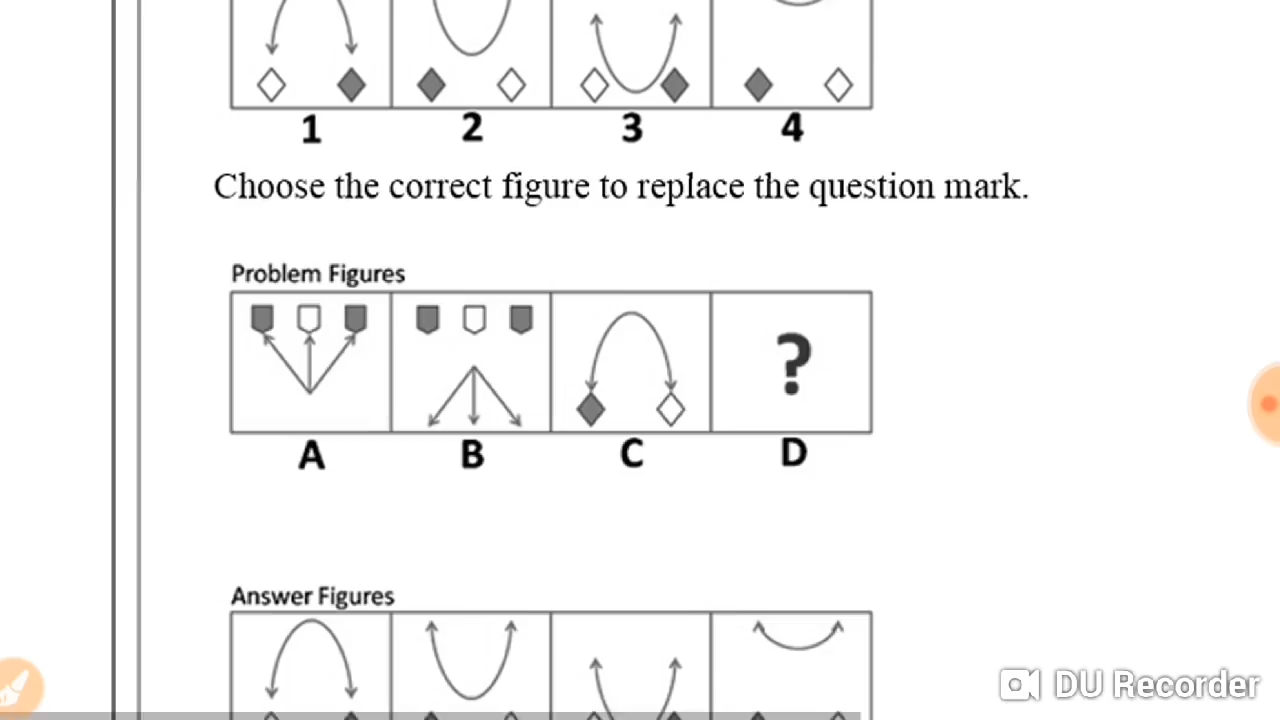 1 2 3 4
Choose the correct figure to replace the question mark.
Problem Figures
?
A B C D
Answer Figures
DU Recorder